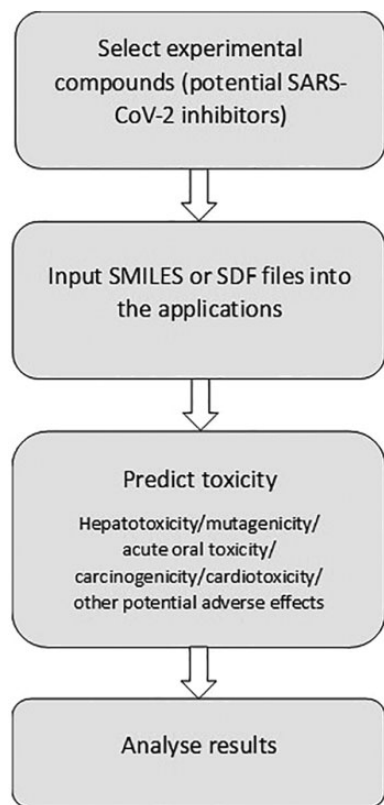 Select experimental
compounds (potential SARS-
CoV-2 inhibitors)
Input SMILES or SDF files into
the applications
Predict toxicity
Hepatotoxicity/mutagenicity/
acute oral toxicity/
carcinogenicity/cardiotoxicity/
other potential adverse effects
Analyse results